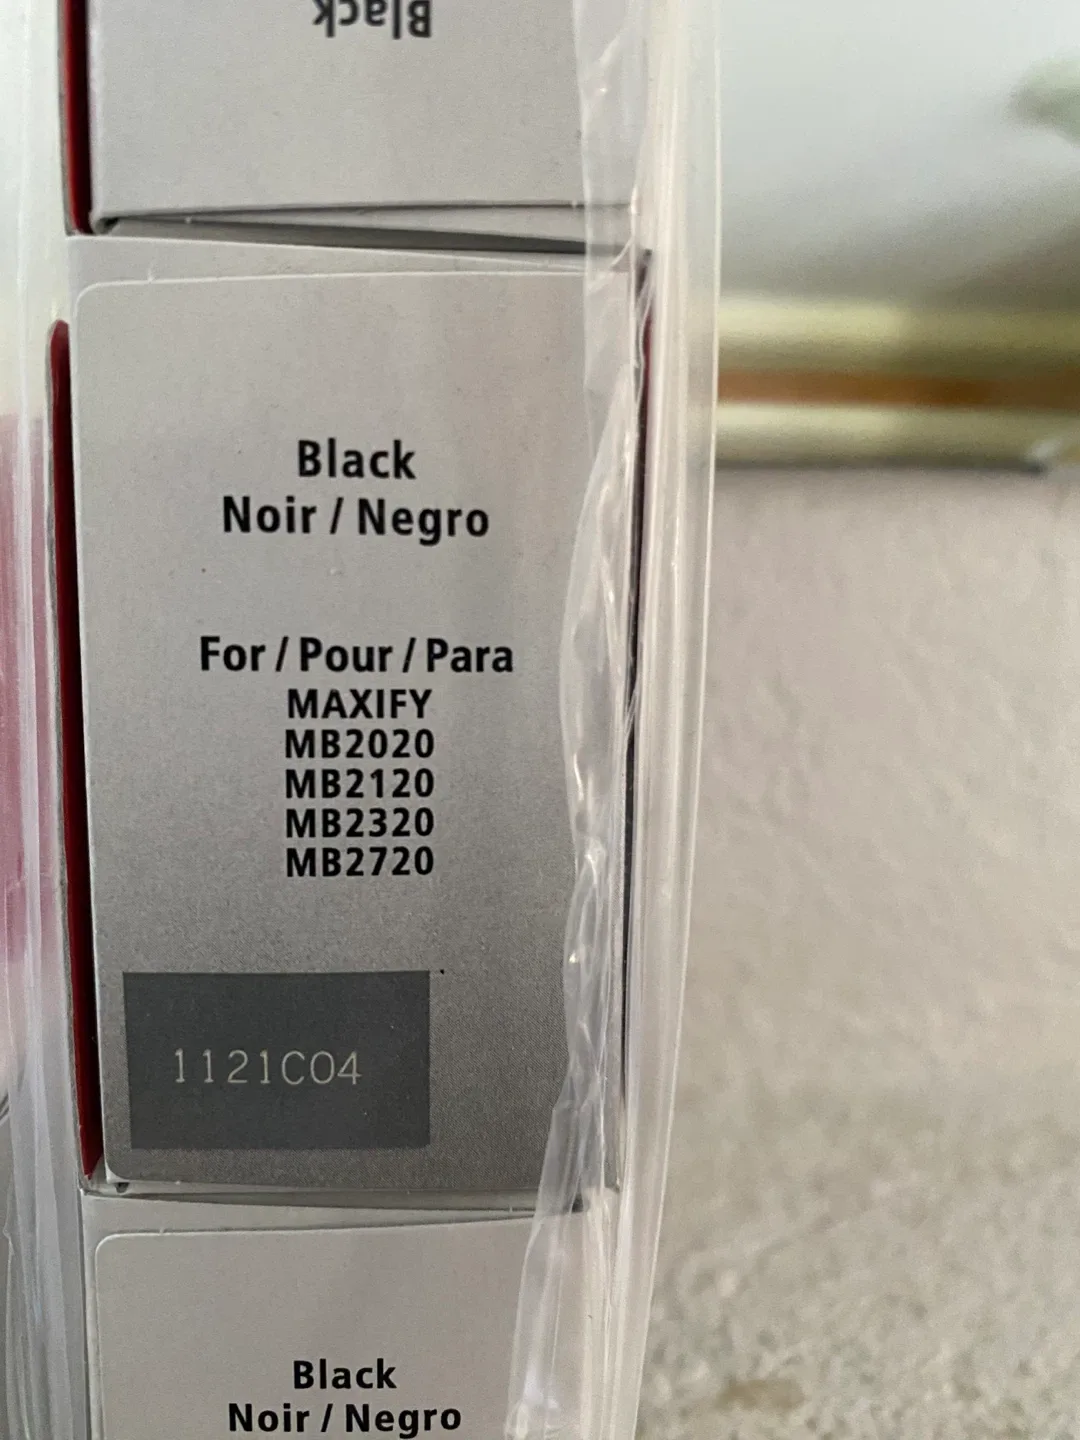 Black
Black
Noir / Negro
For / Pour / Para
MAXIFY
MB2020
MB2120
MB2320
MB2720
1121C04
Black
Noir / Negro